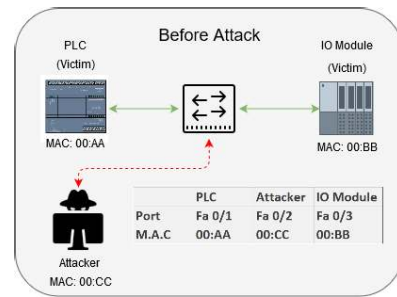 Before Attack
PLC
(Victim)
IO Module
(Victim)
MAC: 00:AA
MAC: 00:BB
Attacker
MAC: 00:CC
PLC Attacker IO Module
Port Fa 0/1 Fa 0/2 Fa 0/3
M.A.C 00:AA 00:CC 00:BB